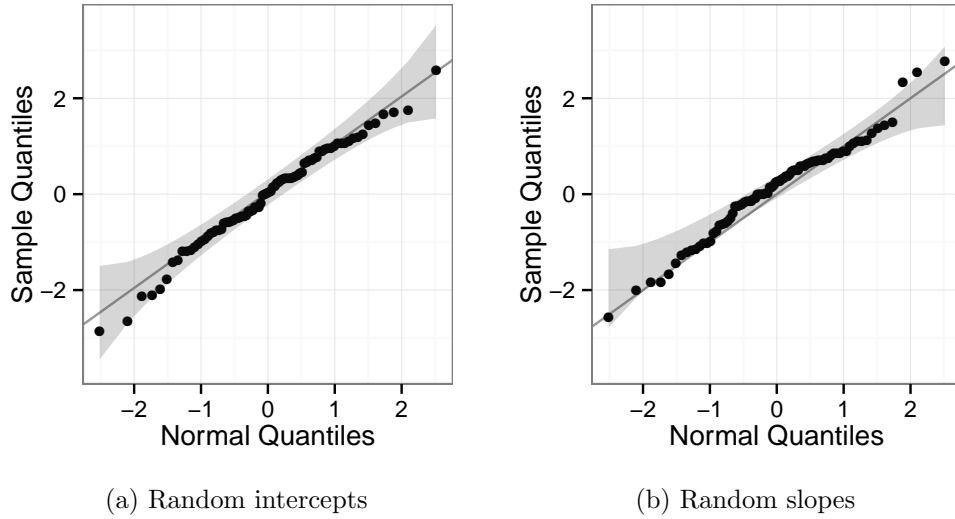 Sample Quantiles
2
0
−2
−2 −1 0 1 2
Normal Quantiles
(a) Random intercepts
Sample Quantiles
2
0
−2
−2 −1 0 1 2
Normal Quantiles
(b) Random slopes